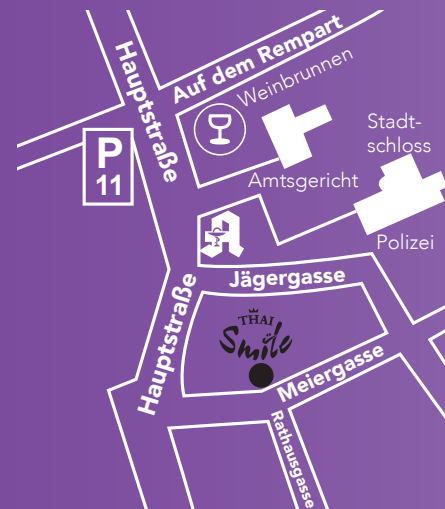 Hauptstraße
Auf dem Rempart
Weinbrunnen
P
11
Amtsgericht
Stadt-
schloss
Polizei
A
Jägergasse
Hauptstraße
THAI
Smile
Meiergasse
Rathausgasse